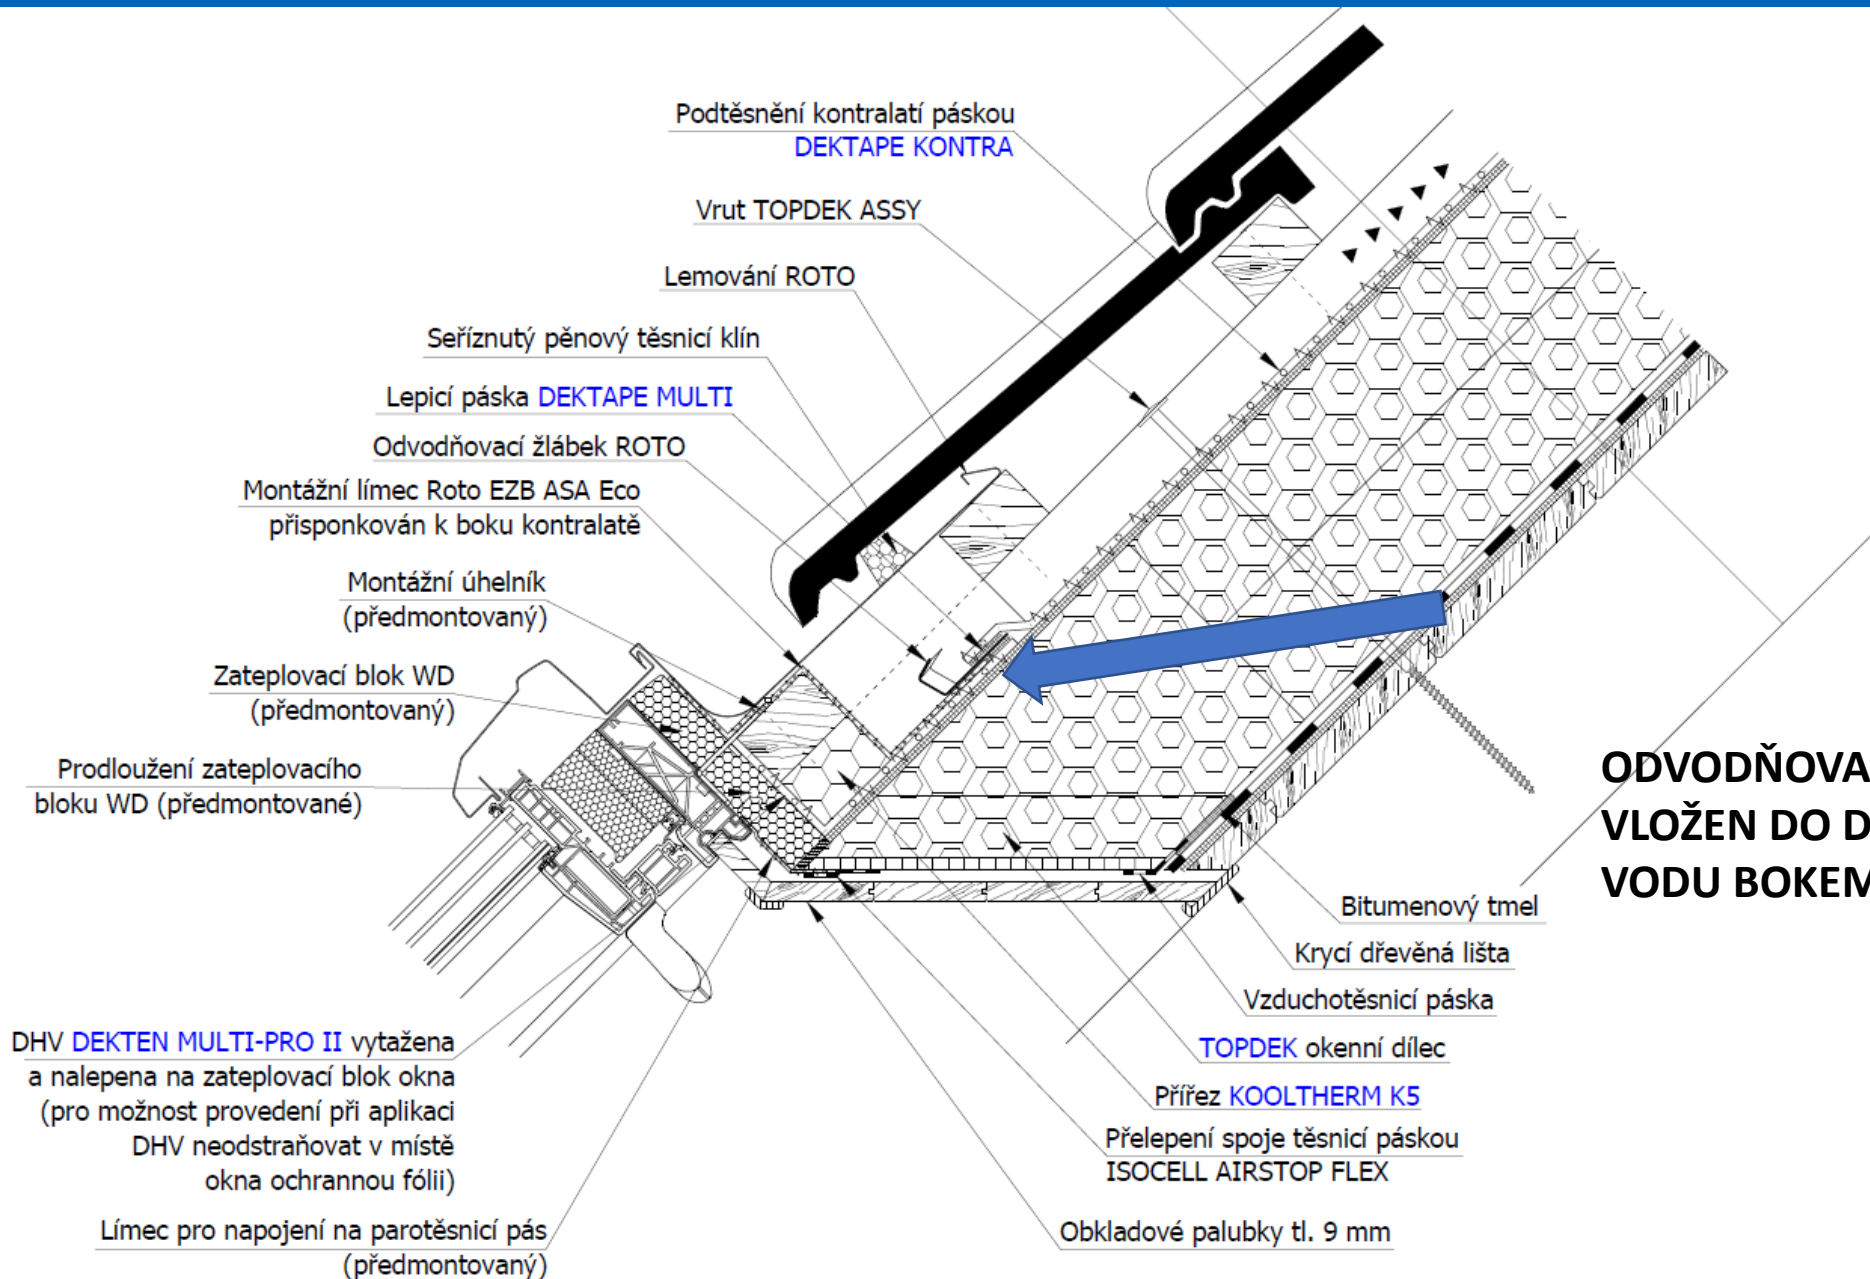 Podtěsnění kontralatí páskou
DEKTAPE KONTRA
Vrut TOPDEK ASSY
Lemování ROTO
Seříznutý pěnový těsnicí klín
Lepicí páska DEKTAPE MULTI
Odvodňovací žlábek ROTO
Montážní límec Roto EZB ASA Eco
přisponkován k boku kontralatě
Montážní úhelník
(předmontovaný)
Zateplovací blok WD
(předmontovaný)
Prodloužení zateplovacího
bloku WD (předmontované)
DHV DEKTEN MULTI-PRO II vytažena
a nalepena na zateplovací blok okna
(pro možnost provedení při aplikaci
DHV neodstraňovat v místě
okna ochrannou fólii)
Límec pro napojení na parotěsnicí pás
(předmontovaný)
ODVODŇOVA
VLOŽEN DO D
VODU BOKEM
Bitumenový tmel
Krycí dřevěná lišta
Vzduchotěsnicí páska
TOPDEK okenní dílec
Přířez KOOLTHERM K5
Přelepení spoje těsnicí páskou
ISOCELL AIRSTOP FLEX
Obkladové palubky tl. 9 mm